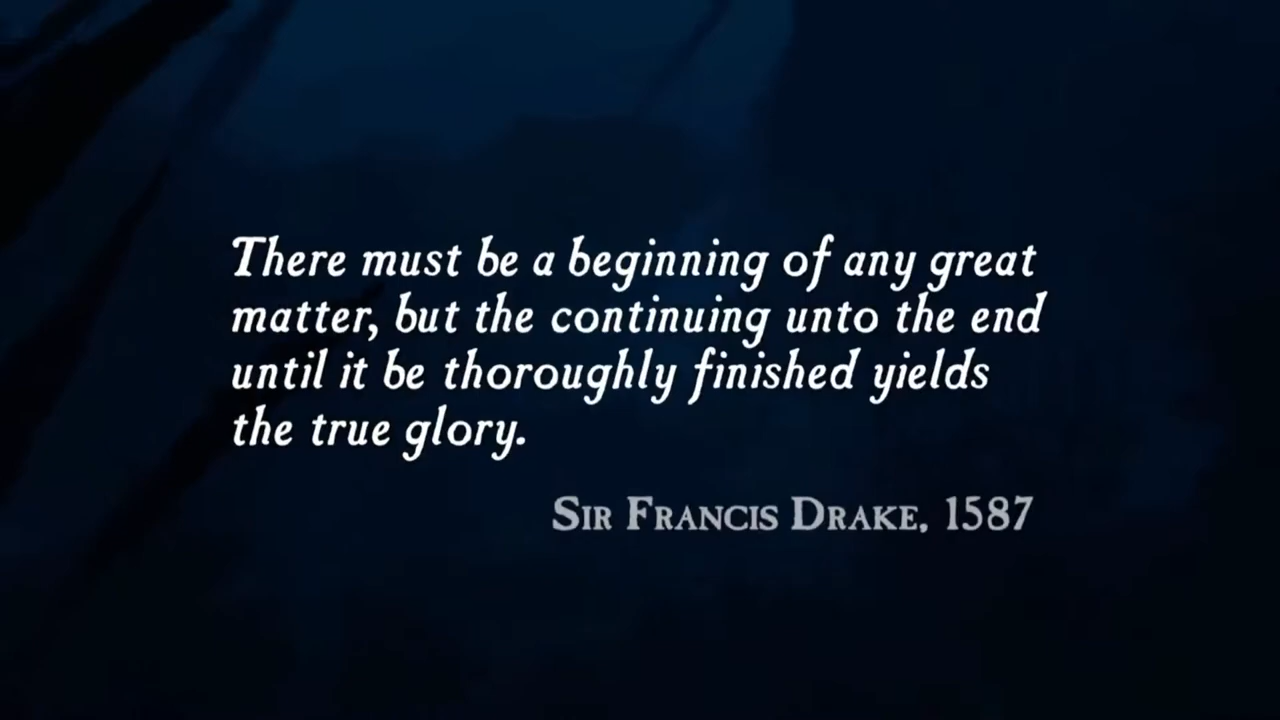 There must be a beginning of any great
matter, but the continuing unto the end
until it be thoroughly finished yields
the true glory.
Sir Francis Drake, 1587